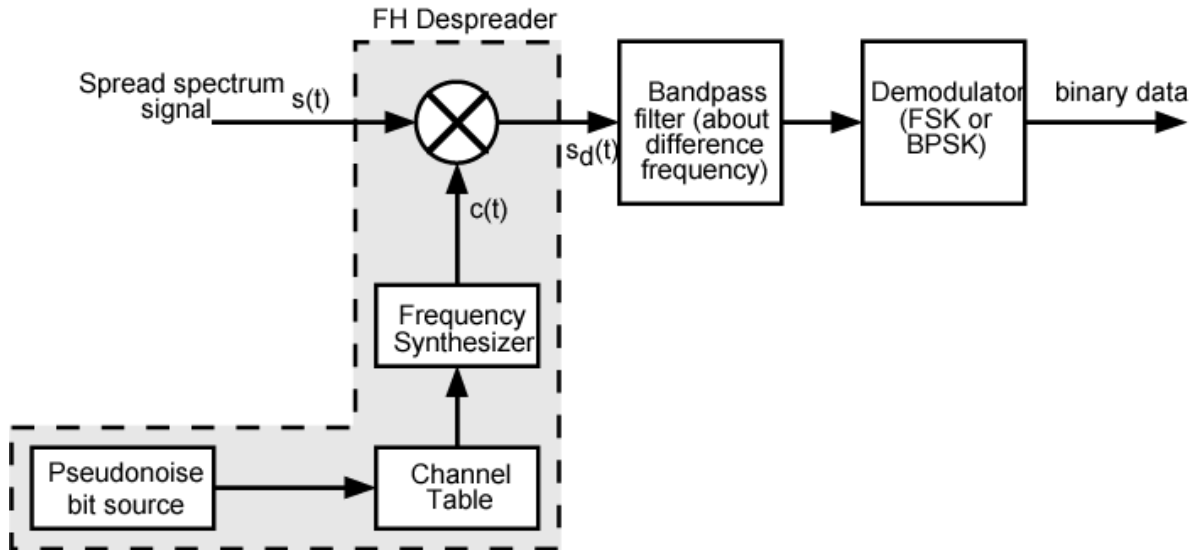 FH Despreader
Spread spectrum
signal
s(t)
s_d(t)
c(t)
Bandpass
filter (about
difference
frequency)
Demodulator
(FSK or
BPSK)
binary data
Frequency
Synthesizer
Pseudonoise
bit source
Channel
Table